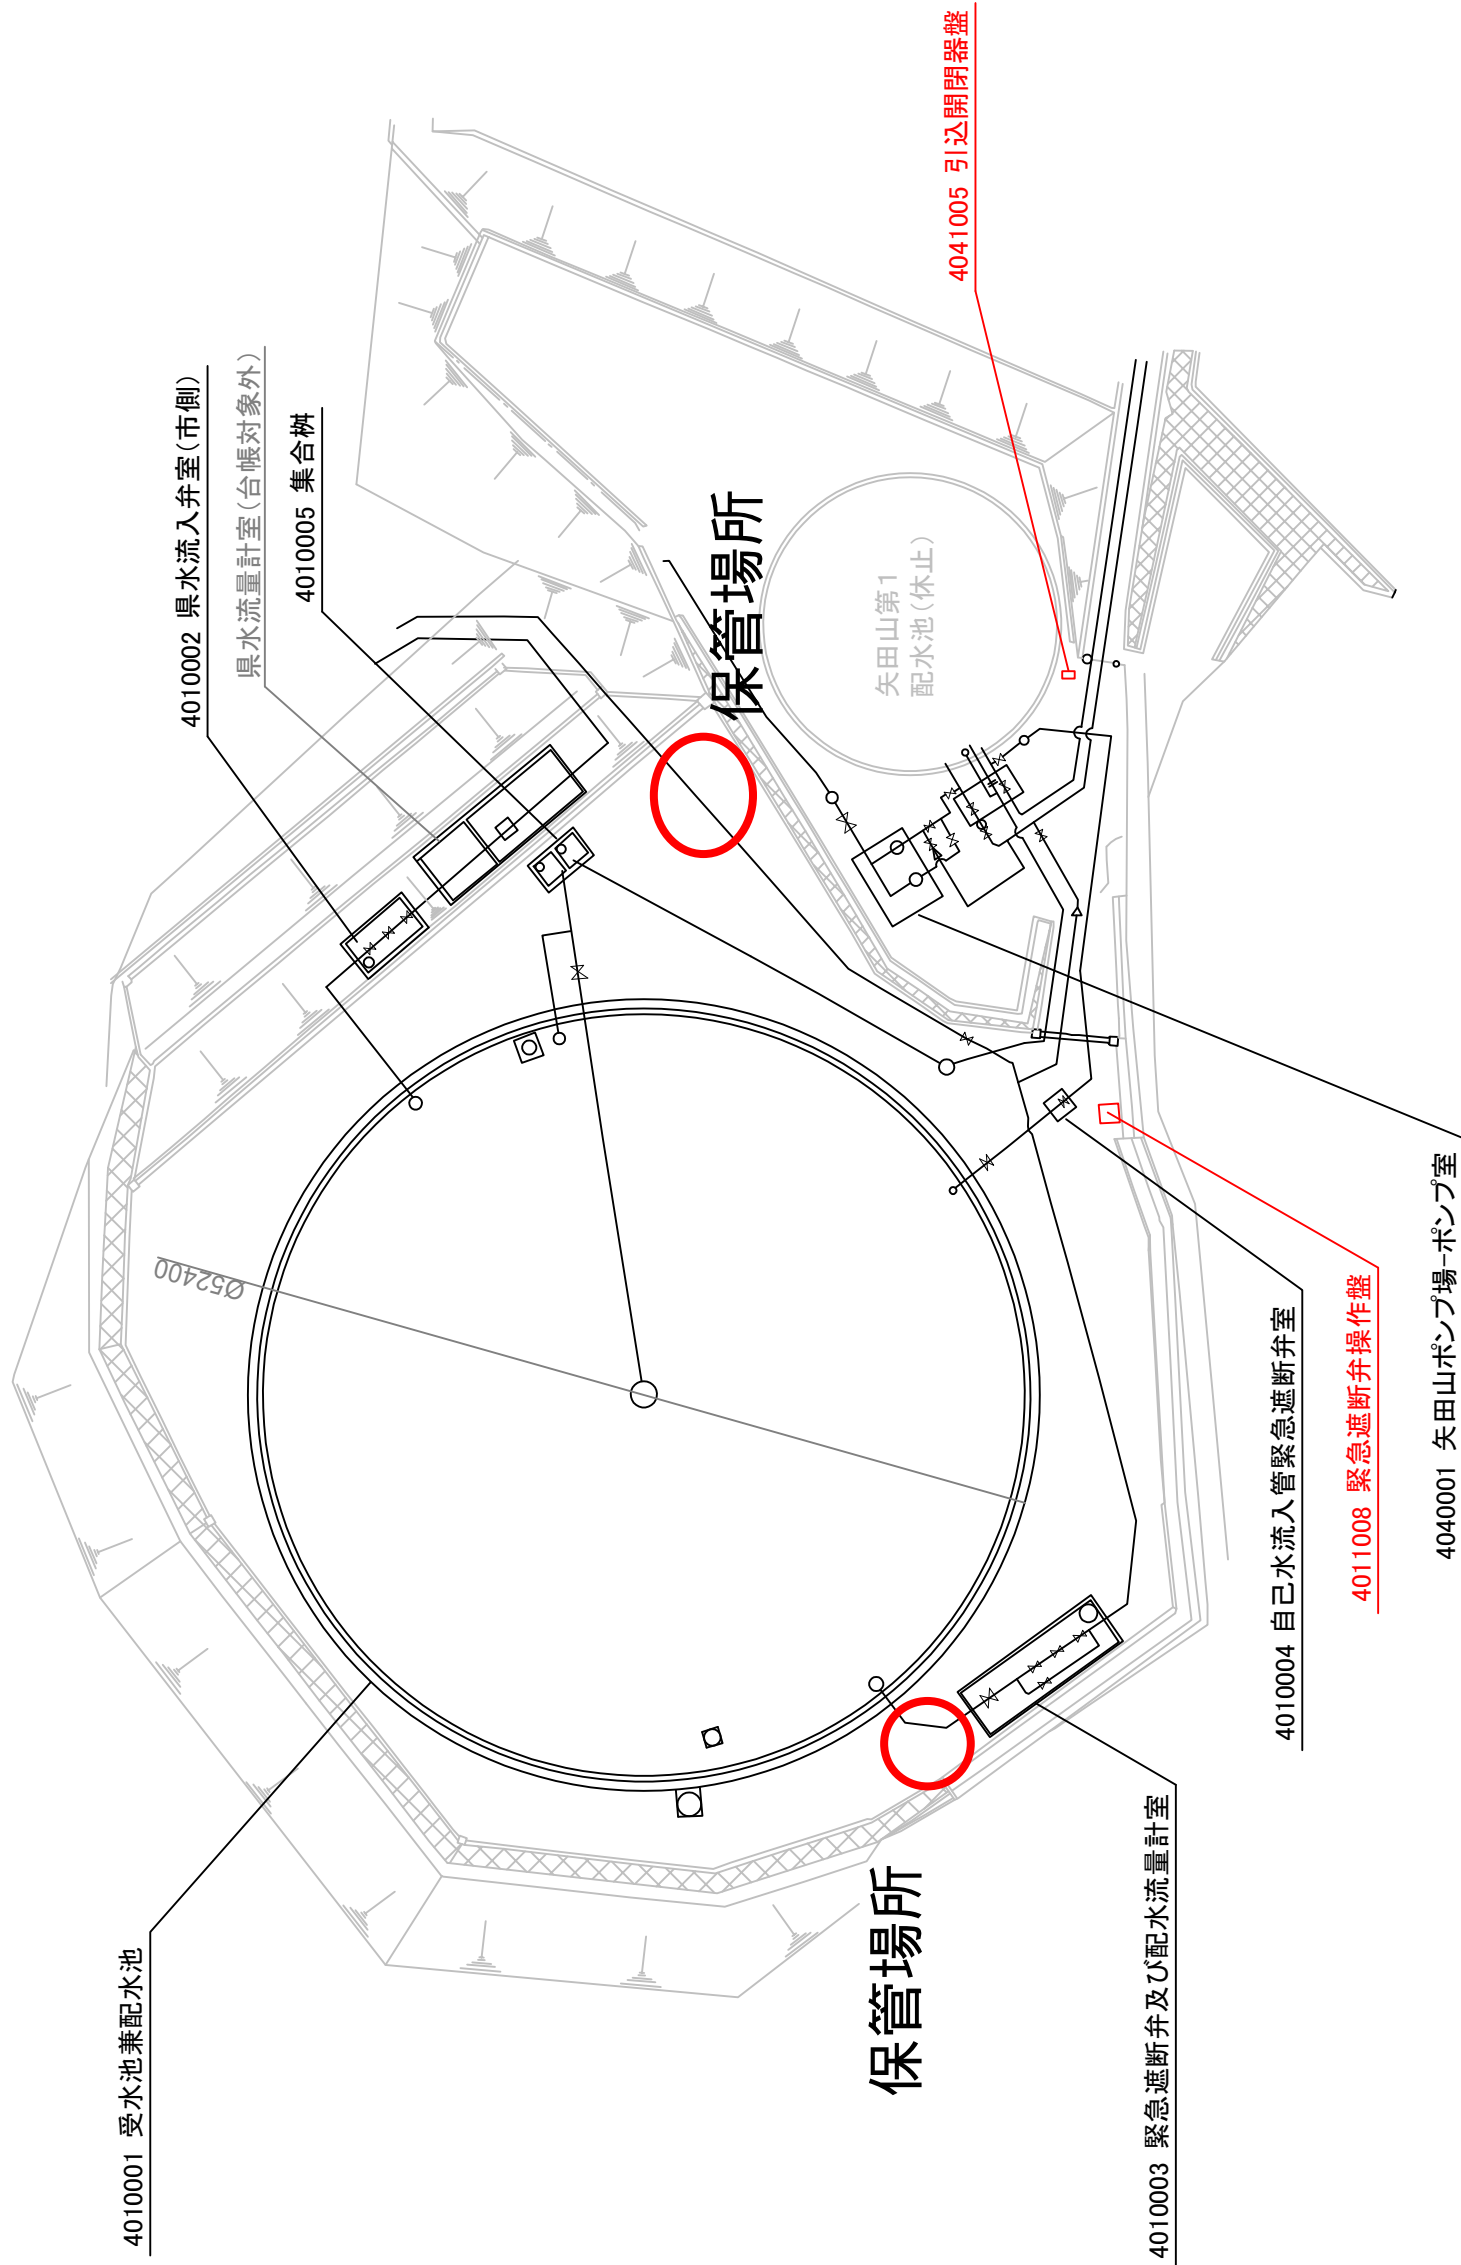 4010001 受水池兼配水池
4010002 県水流入弁室(市側)
県水流量計室(台帳対象外)
4010005 集合桝
保管場所
矢田山第1
配水池(休止)
4041005 引込開閉器盤
Ø52400
保管場所
4010003 緊急遮断弁及び配水流量計室
4010004 自己水流入管緊急遮断弁室
4011008 緊急遮断弁操作盤
4040001 矢田山ポンプ場-ポンプ室